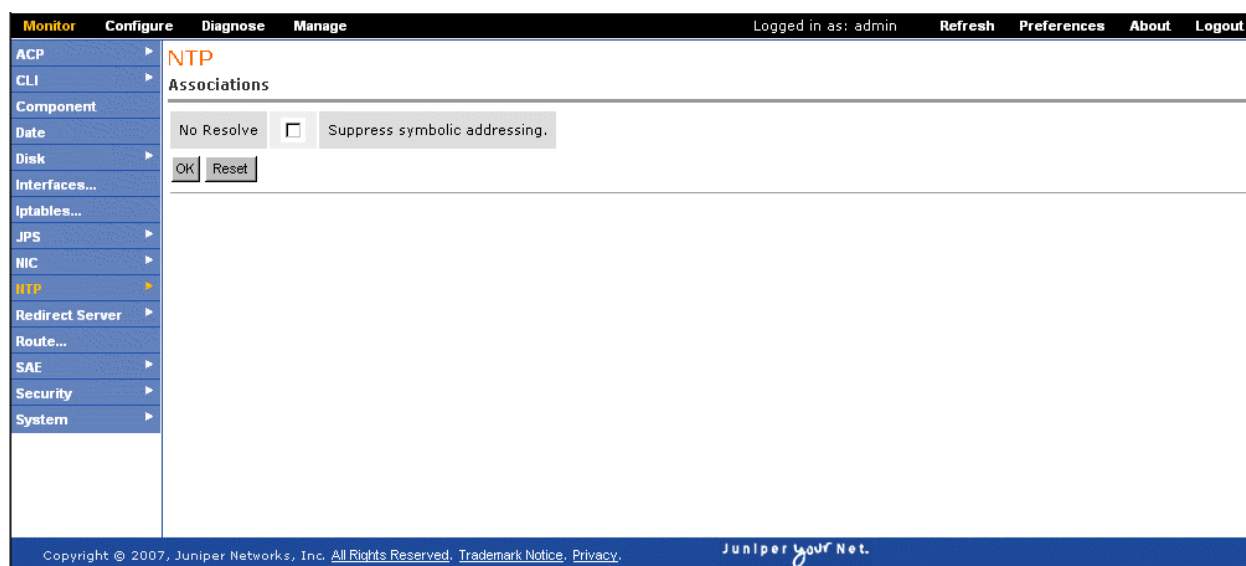 Monitor Configure Diagnose Manage Logged in as: admin Refresh Preferences About Logout
ACP
CLI
Component
Date
Disk
Interfaces...
Iptables...
JPS
NIC
NTP
Redirect Server
Route...
SAE
Security
System
NTP
Associations
No Resolve Suppress symbolic addressing.
OK Reset
Copyright © 2007, Juniper Networks, Inc. All Rights Reserved. Trademark Notice. Privacy.
Juniper your Net.